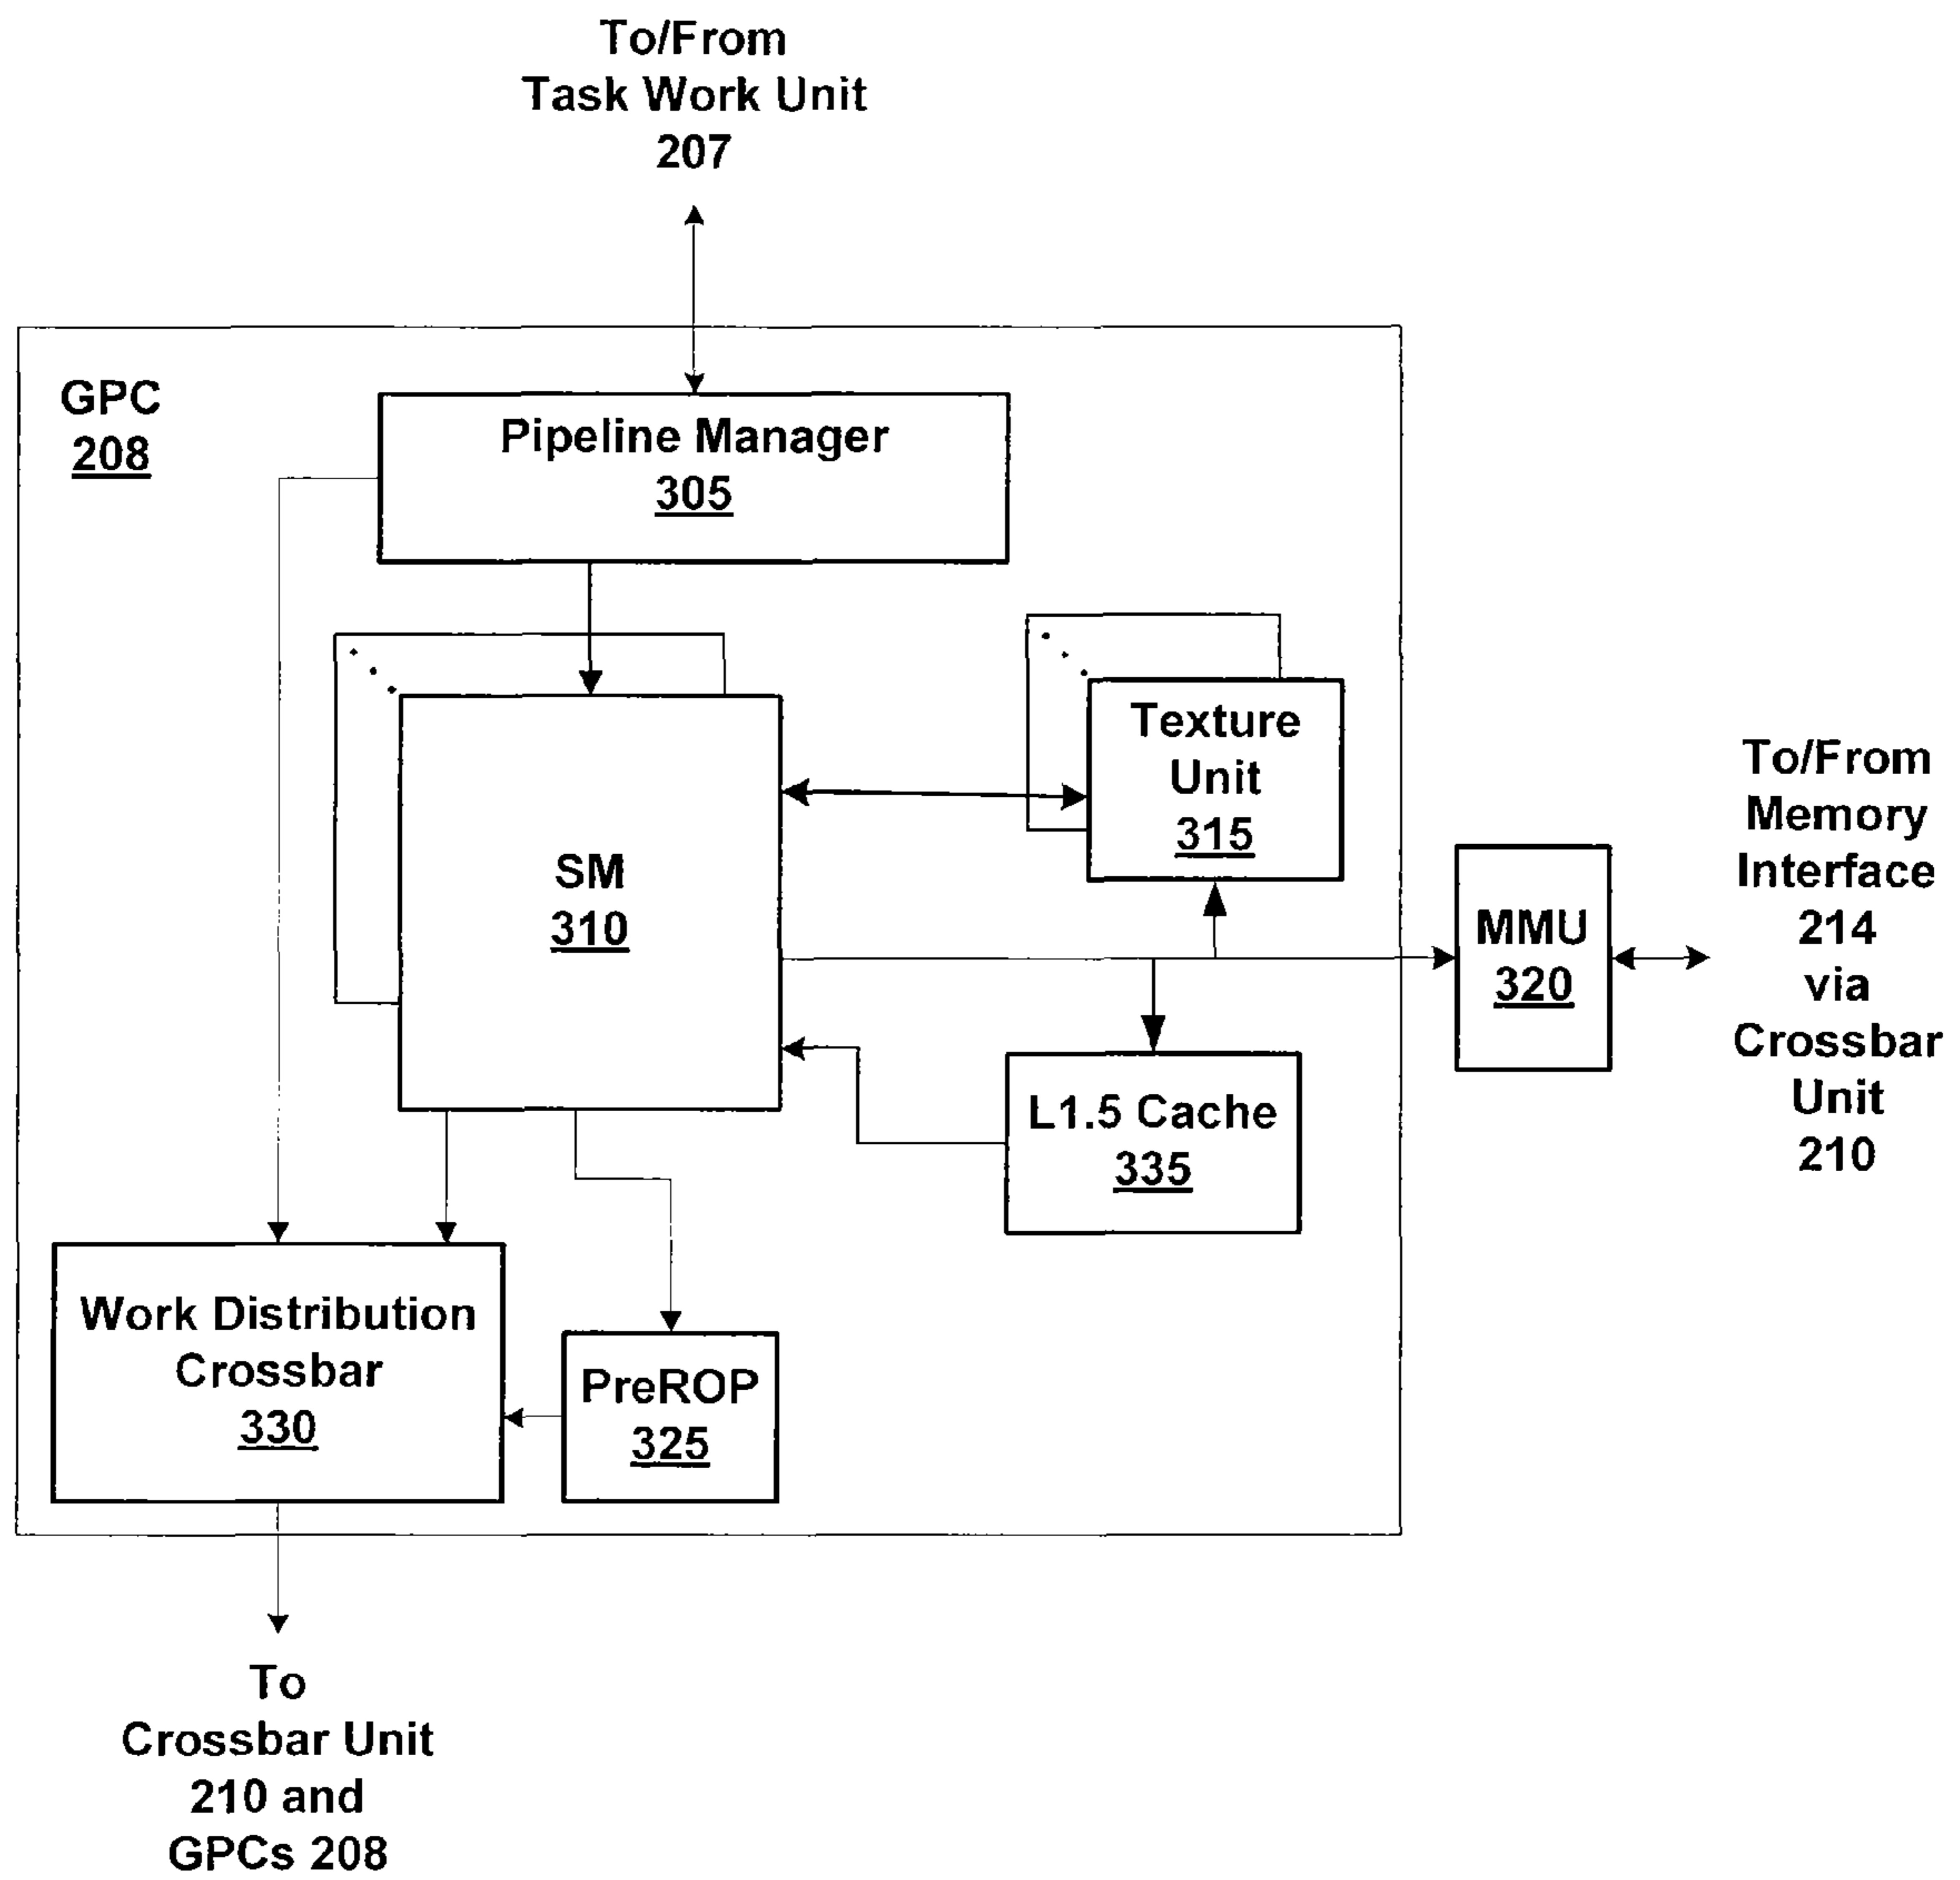 To/From
Task Work Unit
207
GPC
208
Pipeline Manager
305
Texture
Unit
315
SM
310
MMU
320
To/From
Memory
Interface
214
via
Crossbar
Unit
210
L1.5 Cache
335
Work Distribution
Crossbar
330
PreROP
325
To
Crossbar Unit
210 and
GPCs 208